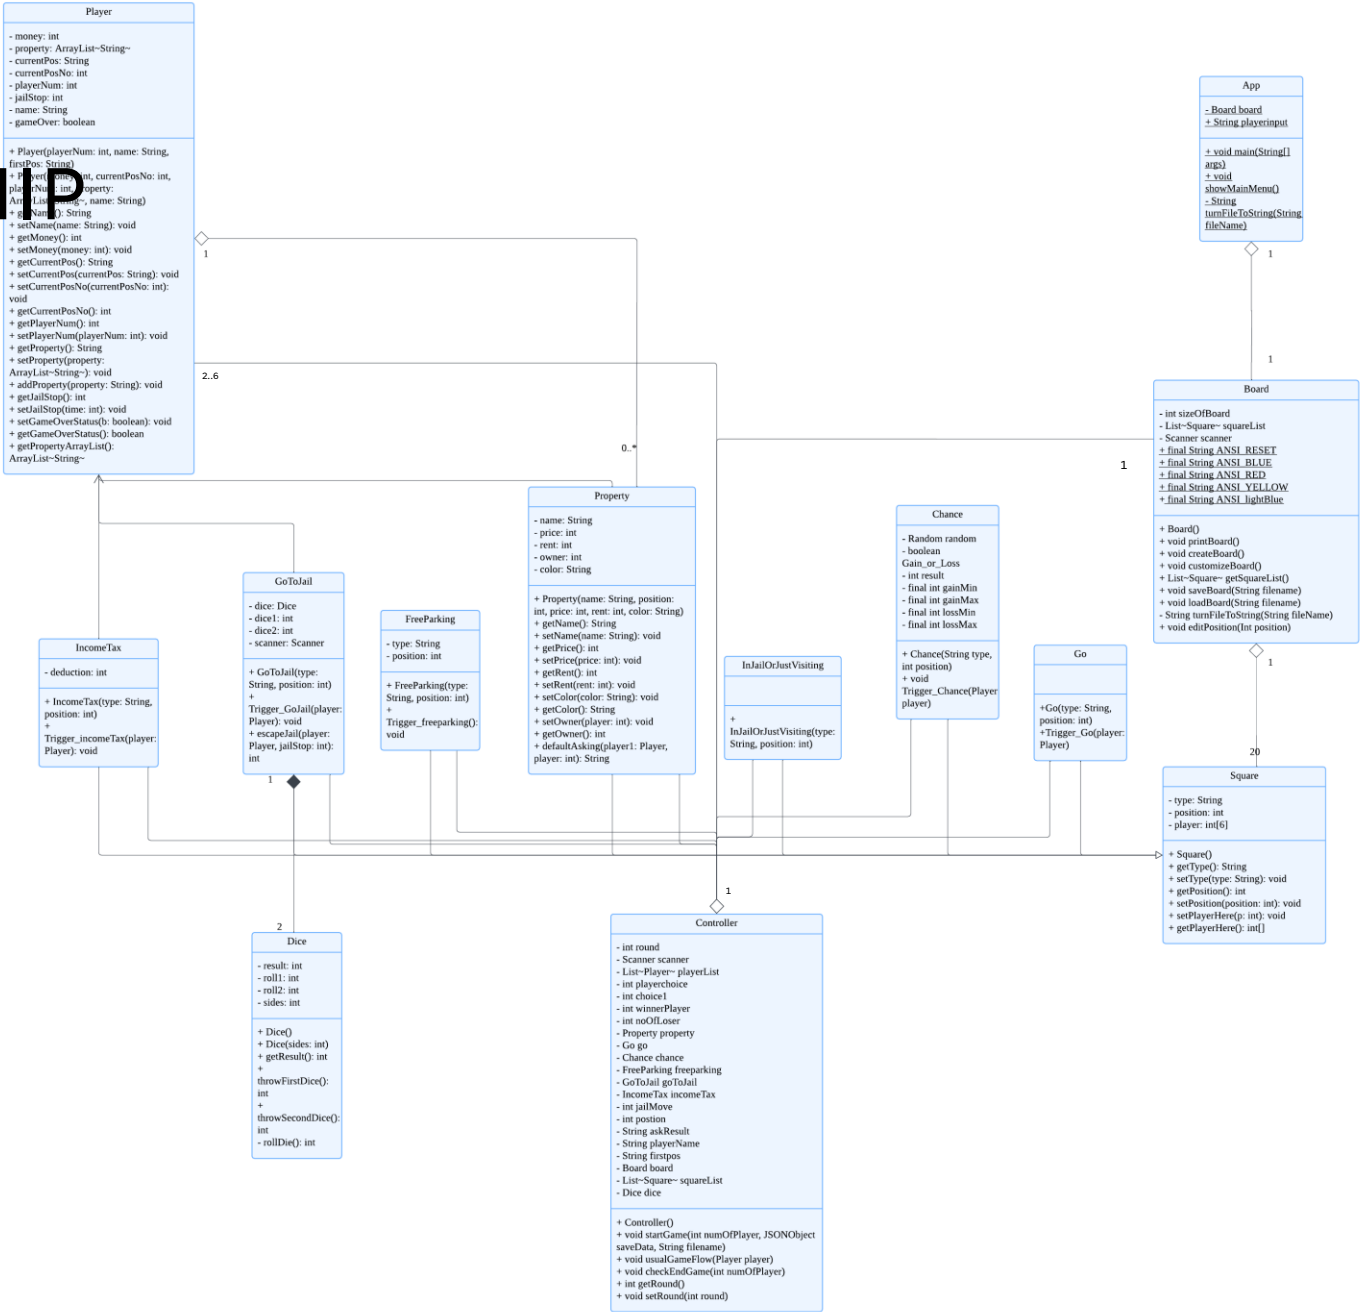 Player
- money: int
- property: ArrayList~String~
- currentPos: String
- currentPosNo: int
- playerNum: int
- jailStop: int
- name: String
- gameOver: boolean
+ Player(playerNum: int, name: String,
firstPos: String)
int, currentPosNo: int,
int, property:
name: String)
String
+ setName(name: String): void
+ getMoney(): int
+ setMoney(money: int): void
+ getCurrentPos(): String
+ setCurrentPos(currentPos: String): void
+ setCurrentPosNo(currentPosNo: int):
void
+ getCurrentPosNo(): int
+ getPlayerNum(): int
+ setPlayerNum(playerNum: int): void
+ getProperty(): String
+ setProperty(property:
ArrayList~String~): void
+ addProperty(property: String): void
+ getJailStop(): int
+ setJailStop(time: int): void
+ setGameOverStatus(b: boolean): void
+ getGameOverStatus(): boolean
+ getPropertyArrayList():
ArrayList~String~
IP
1
2..6
0..*
App
- Board board
+ String playerinput
+ void main(String[]
args)
+ void
showMainMenu()
- String
turnFileToString(String
fileName)
1
1
Board
- int sizeOfBoard
- List~Square~ squareList
- Scanner scanner
+ final String ANSI_RESET
+ final String ANSI_BLUE
+ final String ANSI_RED
+ final String ANSI_YELLOW
+ final String ANSI_lightBlue
+ Board()
+ void printBoard()
+ void createBoard()
+ void customizeBoard()
+ List~Square~ getSquareList()
+ void saveBoard(String filename)
+ void loadBoard(String filename)
- String turnFileToString(String fileName)
+ void editPosition(Int position)
1
1
20
IncomeTax
- deduction: int
+ IncomeTax(type: String,
position: int)
+
Trigger_incomeTax(player:
Player): void
GoToJail
- dice: Dice
- dice1: int
- dice2: int
- scanner: Scanner
+ GoToJail(type:
String, position: int)
+
Trigger_GoJail(player:
Player): void
+ escapeJail(player:
Player, jailStop: int):
int
1
2
FreeParking
- type: String
- position: int
+ FreeParking(type:
String, position: int)
+
Trigger_freeparking():
void
Property
- name: String
- price: int
- rent: int
- owner: int
- color: String
+ Property(name: String, position:
int, price: int, rent: int, color: String)
+ getName(): String
+ setName(name: String): void
+ getPrice(): int
+ setPrice(price: int): void
+ getRent(): int
+ setRent(rent: int): void
+ setColor(color: String): void
+ getColor(): String
+ setOwner(player: int): void
+ getOwner(): int
+ defaultAsking(player1: Player,
player: int): String
InJailOrJustVisiting
+
InJailOrJustVisiting(type:
String, position: int)
Chance
- Random random
- boolean
Gain_or_Loss
- int result
- final int gainMin
- final int gainMax
- final int lossMin
- final int lossMax
+ Chance(String type,
int position)
+ void
Trigger_Chance(Player
player)
Go
+Go(type: String,
position: int)
+Trigger_Go(player:
Player)
Square
- type: String
- position: int
- player: int[6]
+ Square()
+ getType(): String
+ setType(type: String): void
+ getPosition(): int
+ setPosition(position: int): void
+ setPlayerHere(p: int): void
+ getPlayerHere(): int[]
Dice
- result: int
- roll1: int
- roll2: int
- sides: int
+ Dice()
+ Dice(sides: int)
+ getResult(): int
+
throwFirstDice():
int
+
throwSecondDice():
int
- rollDie(): int
1
Controller
- int round
- Scanner scanner
- List~Player~ playerList
- int playerchoice
- int choice1
- int winnerPlayer
- int noOfLoser
- Property property
- Go go
- Chance chance
- FreeParking freeparking
- GoToJail goToJail
- IncomeTax incomeTax
- int jailMove
- int postion
- String askResult
- String playerName
- String firstpos
- Board board
- List~Square~ squareList
- Dice dice
+ Controller()
+ void startGame(int numOfPlayer, JSONObject
saveData, String filename)
+ void usualGameFlow(Player player)
+ void checkEndGame(int numOfPlayer)
+ int getRound()
+ void setRound(int round)